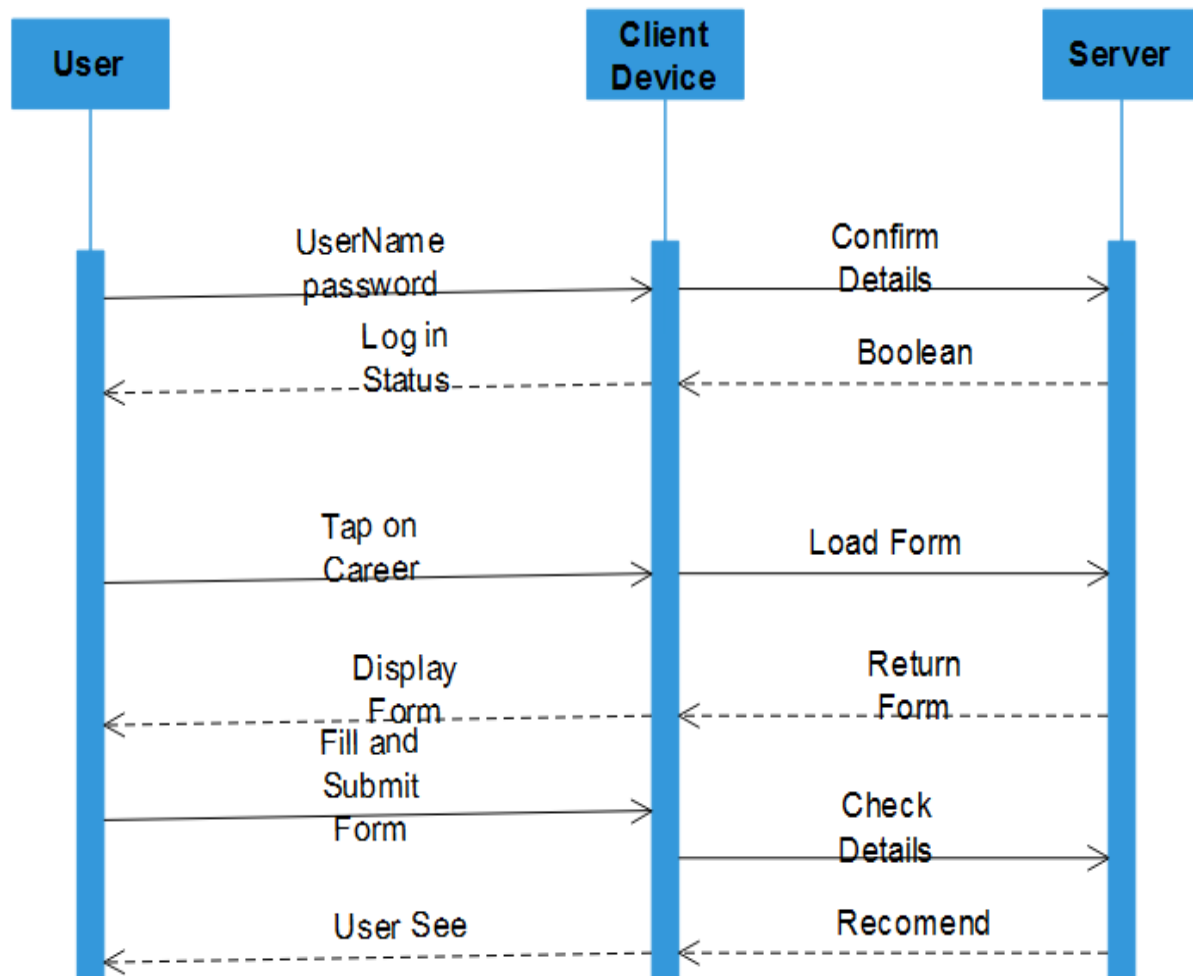 User
Client
Device
Server
UserName
password
Confirm
Details
Log in
Status
Boolean
Tap on
Career
Load Form
Display
Form
Return
Form
Fill and
Submit
Form
Check
Details
User See
Recomend